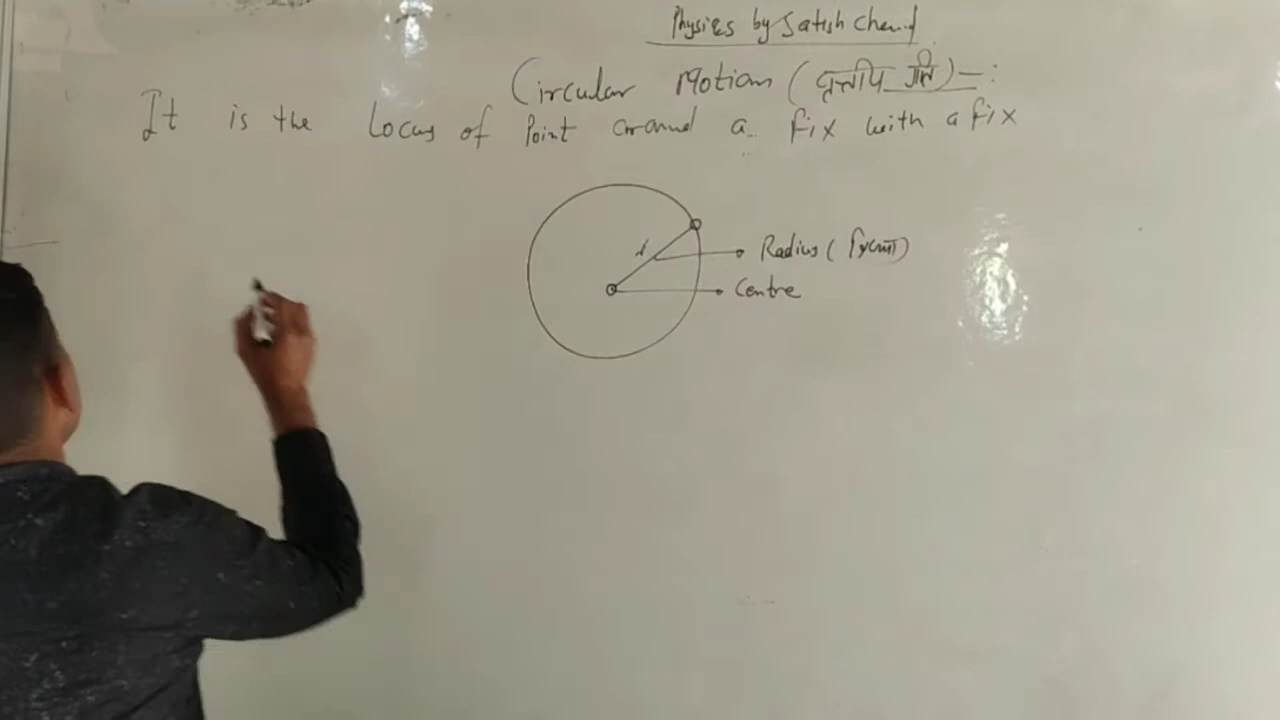 Physics by Satish Chand
Circular Motion (वृत्तीय गति) - :
It is the Locus of Point around a fix with a fix
r
Radius (त्रिज्या)
Centre